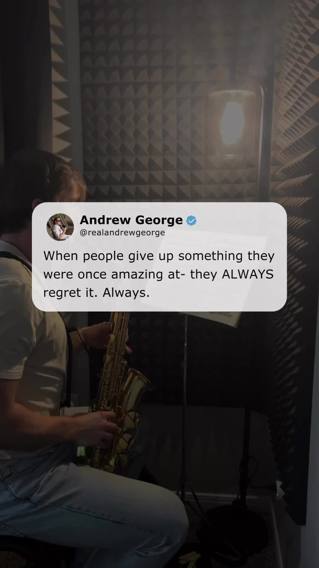 Andrew George
@realandrewgeorge
When people give up something they
were once amazing at- they ALWAYS
regret it. Always.